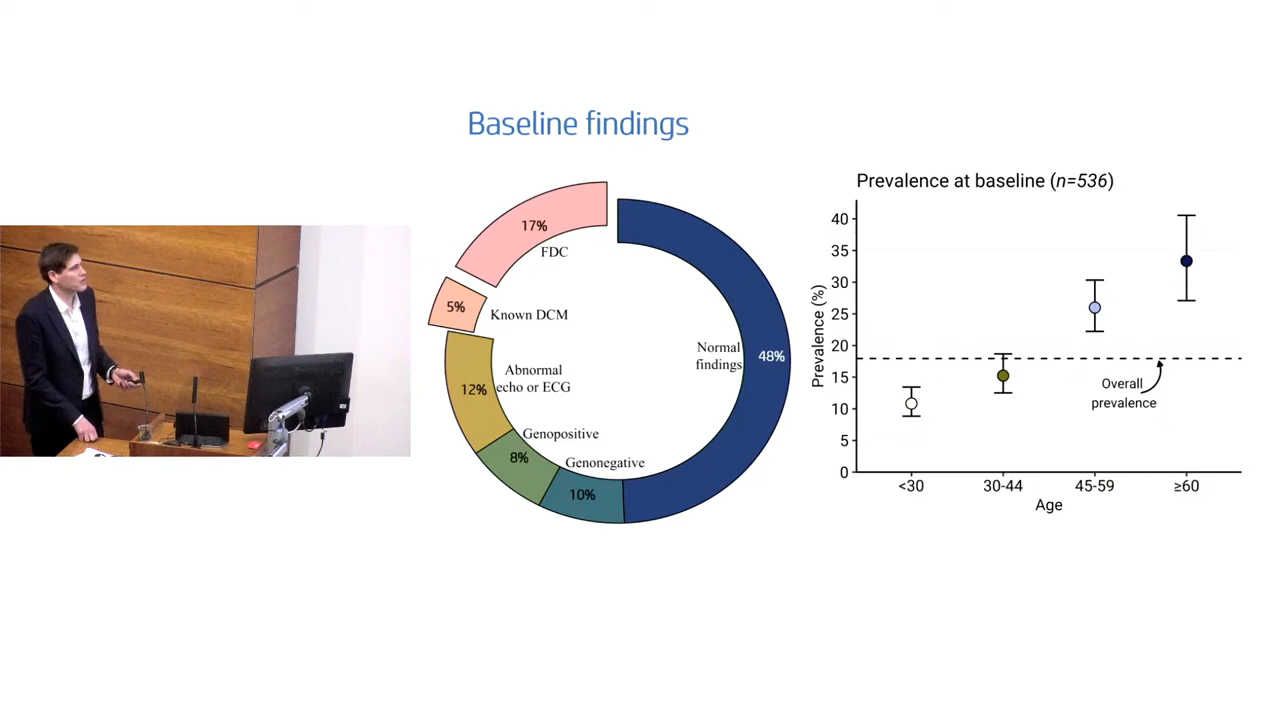 Baseline findings
17%
FDC
5%
Known DCM
Abnormal
echo or ECG
12%
Genopositive
8%
Genonegative
10%
Normal
findings
48%
Prevalence at baseline (n=536)
Prevalence (%)
40
35
30
25
20
15
10
5
0
Overall
prevalence
<30
30-44
45-59
≥60
Age